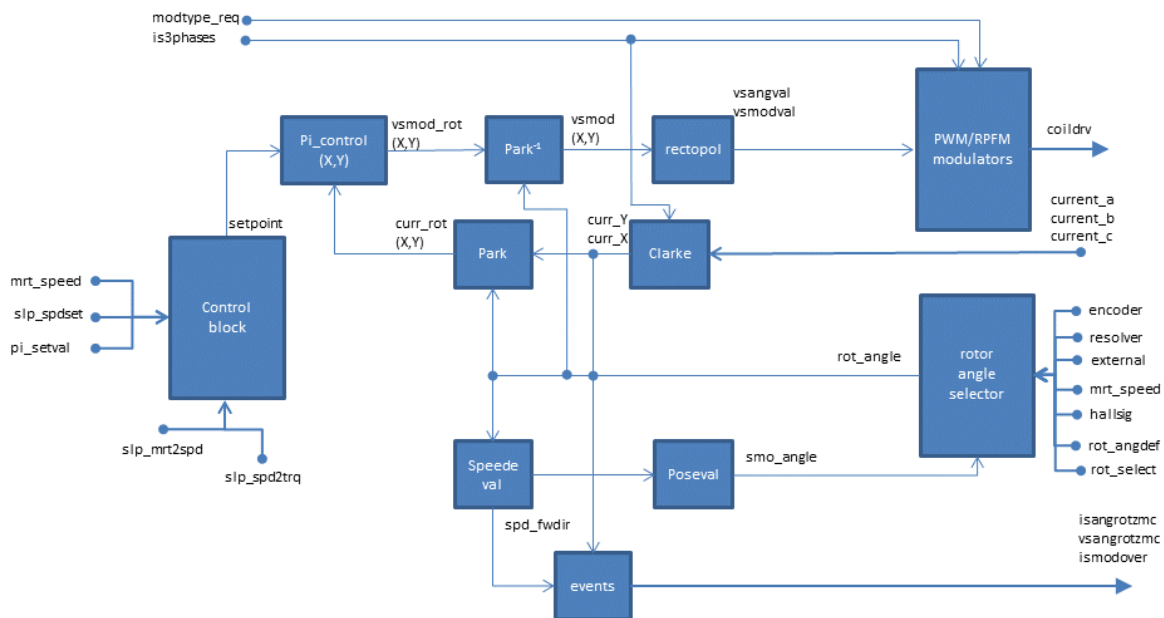 modtype_req
is3phases
vsangval
vsmodval
vsmod_rot
(X,Y)
vsmod
(X,Y)
Pi_control
(X,Y)
Park⁻¹
rectopol
PWM/RPFM
modulators
coildrv
setpoint
curr_rot
(X,Y)
Park
curr_Y
curr_X
Clarke
current_a
current_b
current_c
mrt_speed
slp_spdset
pi_setval
Control
block
rot_angle
rotor
angle
selector
encoder
resolver
external
mrt_speed
hallsig
rot_angdef
rot_select
slp_mrt2spd
slp_spd2trq
Speede
val
Poseval
smo_angle
spd_fwdir
events
isangrotzmc
vsangrotzmc
ismodover